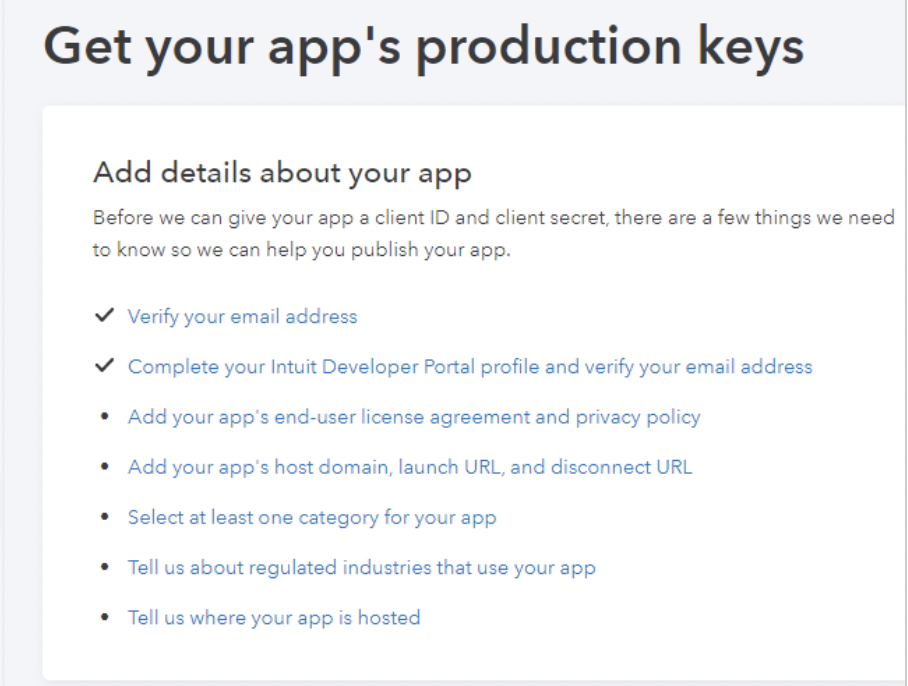 Get your app's production keys
Add details about your app
Before we can give your app a client ID and client secret, there are a few things we need
to know so we can help you publish your app.
Verify your email address
Complete your Intuit Developer Portal profile and verify your email address
Add your app's end-user license agreement and privacy policy
Add your app's host domain, launch URL, and disconnect URL
Select at least one category for your app
Tell us about regulated industries that use your app
Tell us where your app is hosted